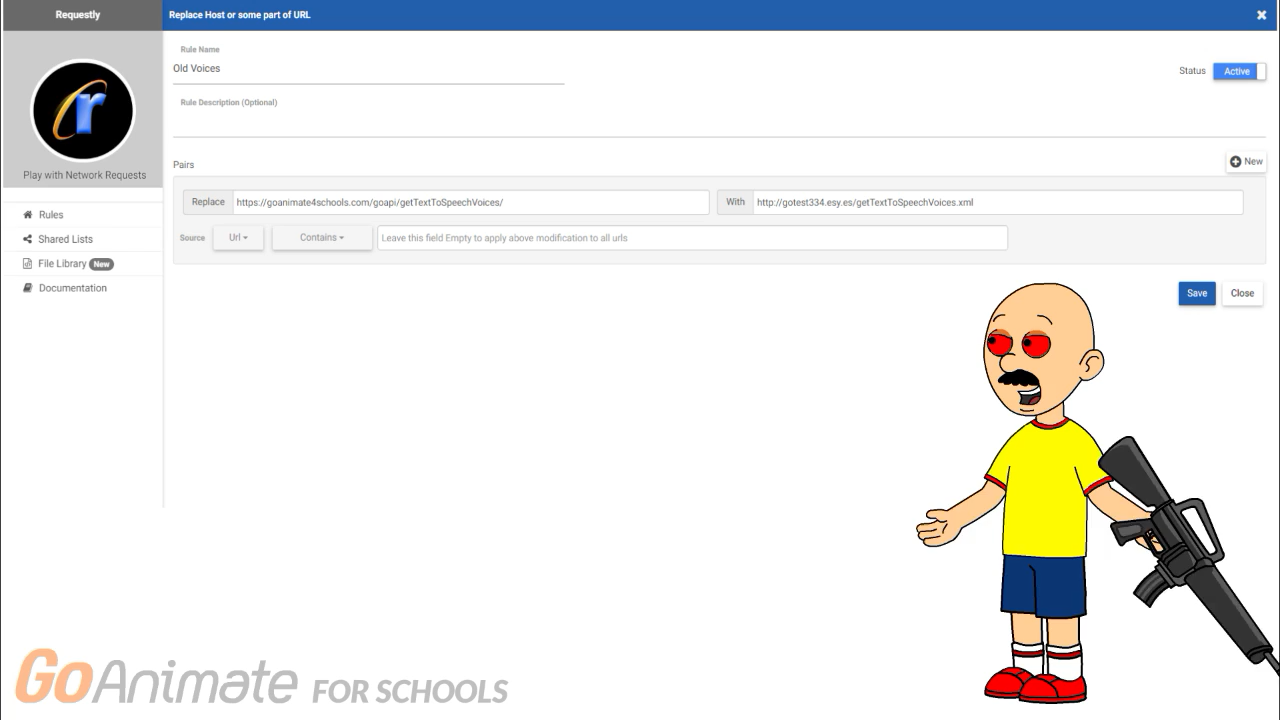 Requestly
Replace Host or some part of URL
Rule Name
Old Voices
Status Active
Rule Description (Optional)
Play with Network Requests
Pairs
New
Replace https://goanimate4schools.com/goapi/getTextToSpeechVoices/ With http://gotest334.esy.es/getTextToSpeechVoices.xml
Rules
Source Url Contains Leave this field Empty to apply above modification to all urls
Shared Lists
File Library New
Documentation
Save Close
GoAnimate FOR SCHOOLS